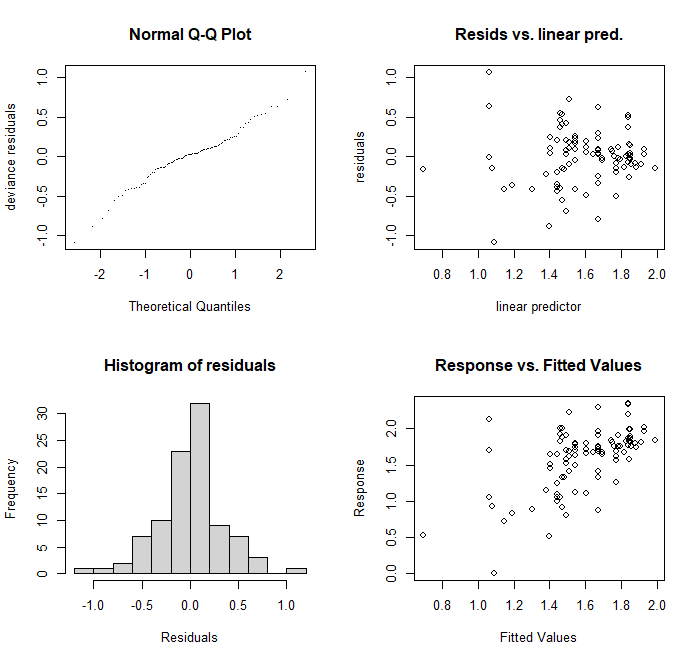 Normal Q-Q Plot
deviance residuals
-1.0 -0.5 0.0 0.5 1.0
-2 -1 0 1 2
Theoretical Quantiles
Resids vs. linear pred.
residuals
-1.0 -0.5 0.0 0.5 1.0
0.8 1.0 1.2 1.4 1.6 1.8 2.0
linear predictor
Histogram of residuals
Frequency
0 5 10 15 20 25 30
-1.0 -0.5 0.0 0.5 1.0
Residuals
Response vs. Fitted Values
Response
0.0 0.5 1.0 1.5 2.0
0.8 1.0 1.2 1.4 1.6 1.8 2.0
Fitted Values